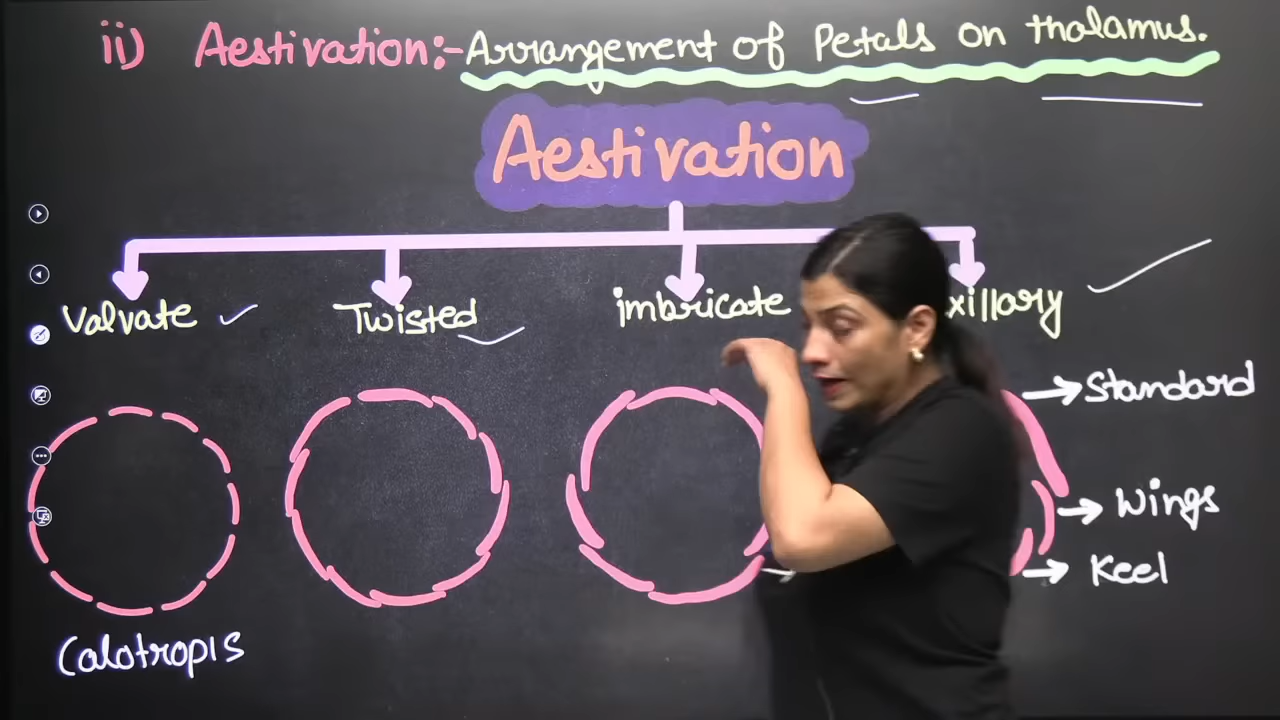 ii) Aestivation:- Arrangement of Petals on thalamus.
Aestivation
Valvate
Twisted
imbricate
xillary
Standard
Wings
Keel
Calotropis